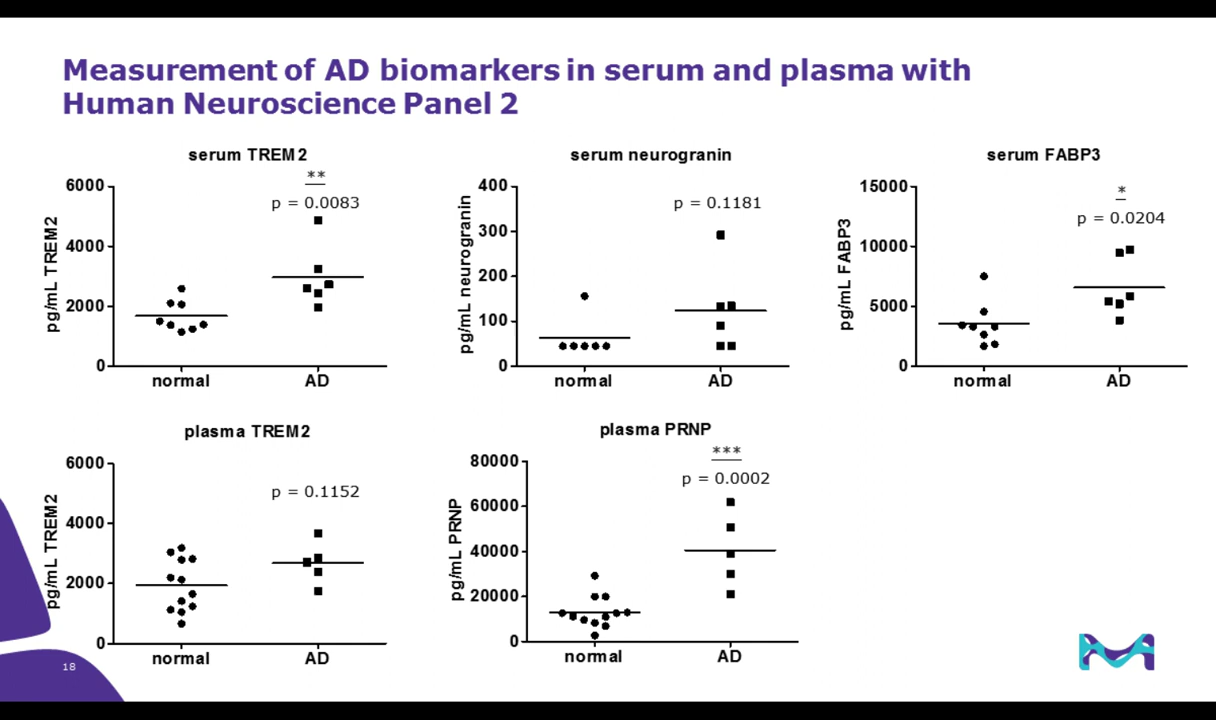 Measurement of AD biomarkers in serum and plasma with
Human Neuroscience Panel 2
serum TREM2
**
p = 0.0083
pg/mL TREM2
6000
4000
2000
0
normal
AD
serum neurogranin
p = 0.1181
pg/mL neurogranin
400
300
200
100
0
normal
AD
serum FABP3
*
p = 0.0204
pg/mL FABP3
15000
10000
5000
0
normal
AD
plasma TREM2
p = 0.1152
pg/mL TREM2
6000
4000
2000
0
normal
AD
plasma PRNP
***
p = 0.0002
pg/mL PRNP
80000
60000
40000
20000
0
normal
AD
18